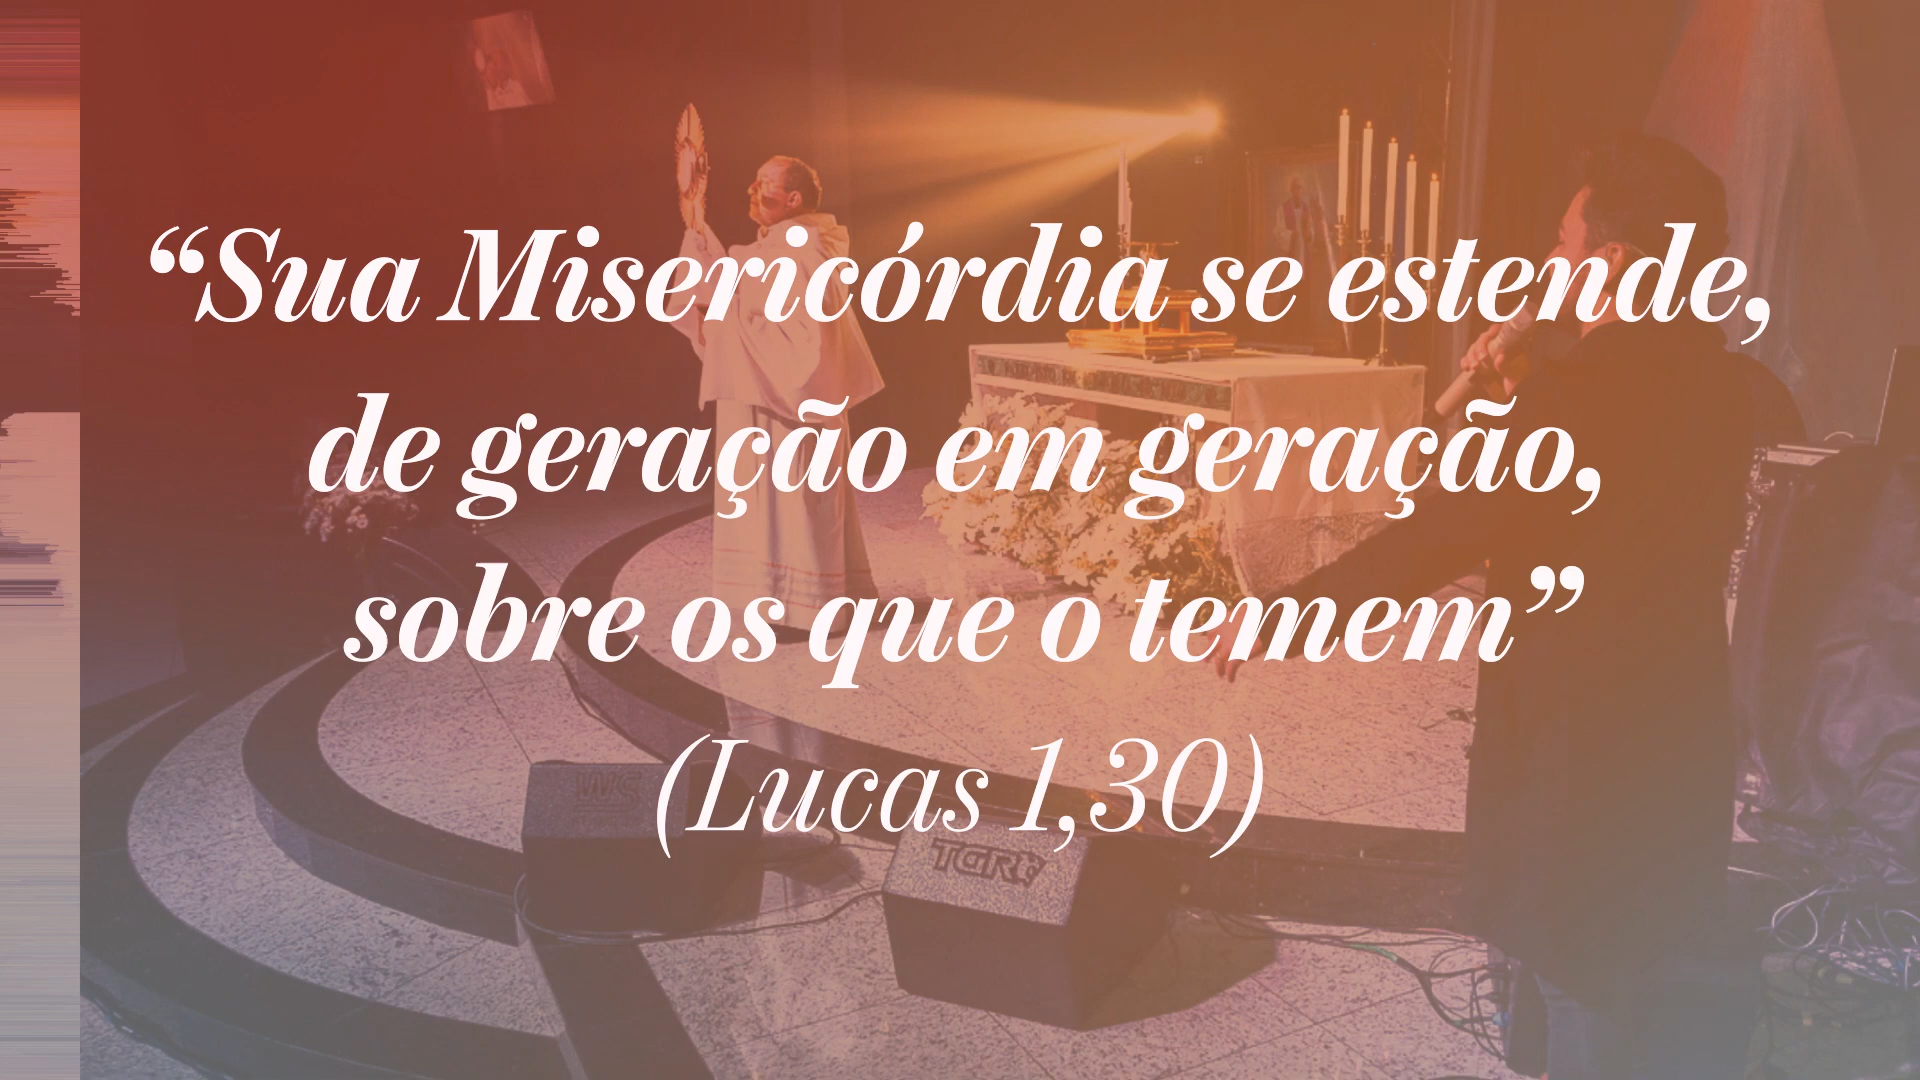 “Sua Misericórdia se estende,
de geração em geração,
sobre os que o temem”
(Lucas 1,30)